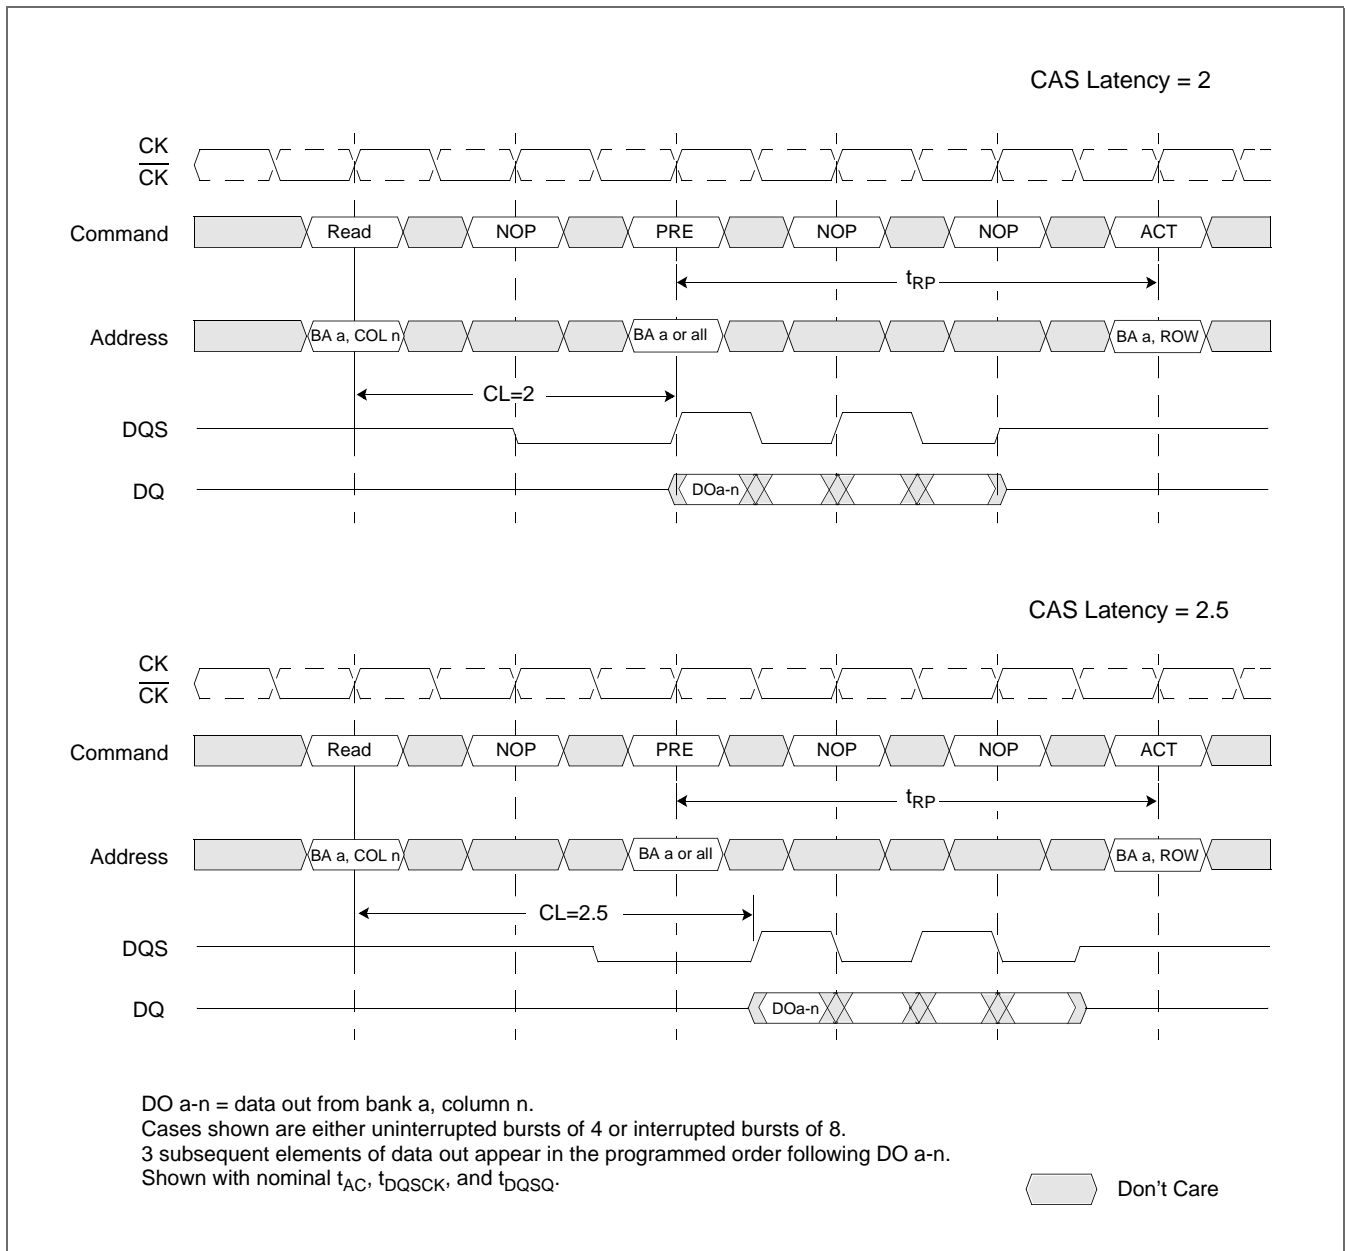 CAS Latency = 2
CK
CK
Command Read NOP PRE NOP NOP ACT
tRP
Address BA a, COL n BA a or all BA a, ROW
CL=2
DQS
DQ DOa-n
CAS Latency = 2.5
CK
CK
Command Read NOP PRE NOP NOP ACT
tRP
Address BA a, COL n BA a or all BA a, ROW
CL=2.5
DQS
DQ DOa-n
DO a-n = data out from bank a, column n.
Cases shown are either uninterrupted bursts of 4 or interrupted bursts of 8.
3 subsequent elements of data out appear in the programmed order following DO a-n.
Shown with nominal tAC, tDQSCK, and tDQSQ.
Don't Care